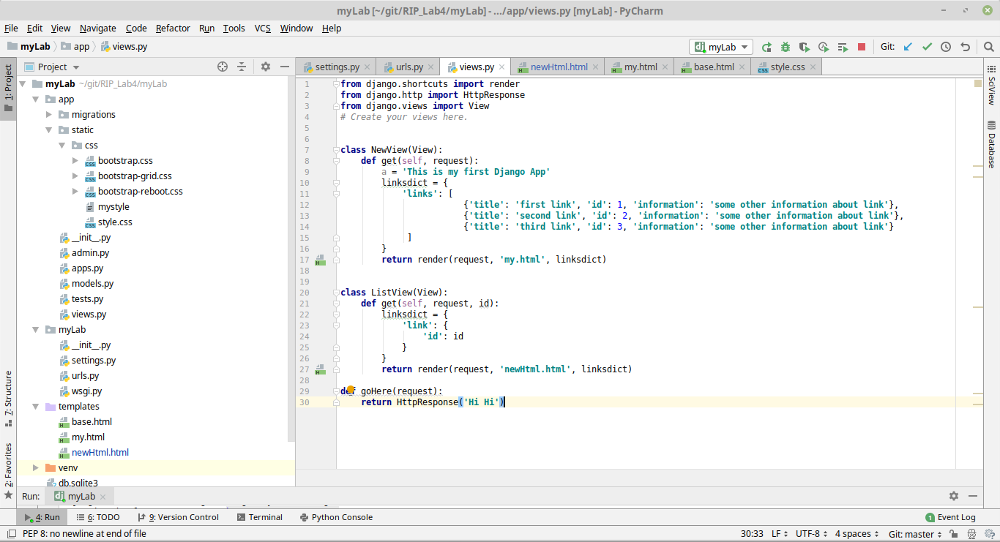 myLab [~/git/RIP_Lab4/myLab] - .../app/views.py [myLab] - PyCharm
File Edit View Navigate Code Refactor Run Tools VCS Window Help
myLab app views.py myLab Git:
1: Project
Project
settings.py urls.py views.py newHtml.html my.html base.html style.css
myLab ~/git/RIP_Lab4/myLab
app
migrations
static
css
bootstrap.css
bootstrap-grid.css
bootstrap-reboot.css
mystyle
style.css
__init__.py
admin.py
apps.py
models.py
tests.py
views.py
myLab
__init__.py
settings.py
urls.py
wsgi.py
templates
base.html
my.html
newHtml.html
venv
db.sqlite3
7: Structure
2: Favorites
1 from django.shortcuts import render
2 from django.http import HttpResponse
3 from django.views import View
4 # Create your views here.
5
6
7 class NewView(View):
8 def get(self, request):
9 a = 'This is my first Django App'
10 linksdict = {
11 'links': [
12 {'title': 'first link', 'id': 1, 'information': 'some other information about link'},
13 {'title': 'second link', 'id': 2, 'information': 'some other information about link'},
14 {'title': 'third link', 'id': 3, 'information': 'some other information about link'}
15 ]
16 }
17 return render(request, 'my.html', linksdict)
18
19
20 class ListView(View):
21 def get(self, request, id):
22 linksdict = {
23 'link': {
24 'id': id
25 }
26 }
27 return render(request, 'newHtml.html', linksdict)
28
29 def goHere(request):
30 return HttpResponse('Hi Hi')
SciView
Database
Run: myLab
4: Run 6: TODO 9: Version Control Terminal Python Console 1 Event Log
PEP 8: no newline at end of file 30:33 LF UTF-8 4 spaces Git: master